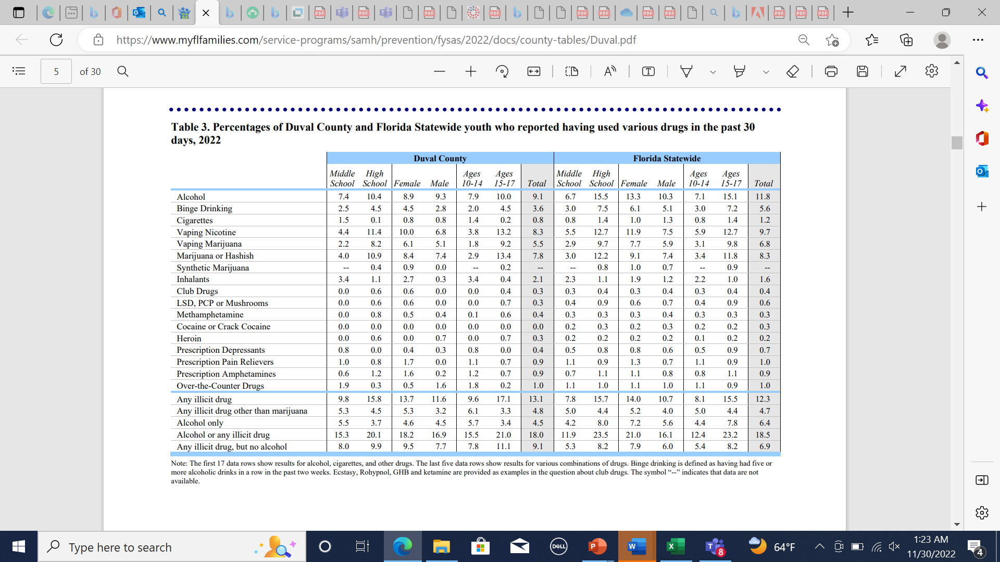 https://www.myflfamilies.com/service-programs/samh/prevention/fysas/2022/docs/county-tables/Duval.pdf
5 of 30
Table 3. Percentages of Duval County and Florida Statewide youth who reported having used various drugs in the past 30
days, 2022
Duval County Florida Statewide
Middle High Ages Ages Middle High Ages Ages
School School Female Male 10-14 15-17 Total School School Female Male 10-14 15-17 Total
Alcohol 7.4 10.4 8.9 9.3 7.9 10.0 9.1 6.7 15.5 13.3 10.3 7.1 15.1 11.8
Binge Drinking 2.5 4.5 4.5 2.8 2.0 4.5 3.6 3.0 7.5 6.1 5.1 3.0 7.2 5.6
Cigarettes 1.5 0.1 0.8 0.8 1.4 0.2 0.8 0.8 1.4 1.0 1.3 0.8 1.4 1.2
Vaping Nicotine 4.4 11.4 10.0 6.8 3.8 13.2 8.3 5.5 12.7 11.9 7.5 5.9 12.7 9.7
Vaping Marijuana 2.2 8.2 6.1 5.1 1.8 9.2 5.5 2.9 9.7 7.7 5.9 3.1 9.8 6.8
Marijuana or Hashish 4.0 10.9 8.4 7.4 2.9 13.4 7.8 3.0 12.2 9.1 7.4 3.4 11.8 8.3
Synthetic Marijuana -- 0.4 0.9 0.0 -- 0.2 -- -- 0.8 1.0 0.7 -- 0.9 --
Inhalants 3.4 1.1 2.7 0.3 3.4 0.4 2.1 2.3 1.1 1.9 1.2 2.2 1.0 1.6
Club Drugs 0.0 0.6 0.6 0.0 0.0 0.4 0.3 0.3 0.4 0.3 0.4 0.3 0.4 0.4
LSD, PCP or Mushrooms 0.0 0.6 0.6 0.0 0.0 0.7 0.3 0.4 0.9 0.6 0.7 0.4 0.9 0.6
Methamphetamine 0.0 0.8 0.5 0.4 0.1 0.6 0.4 0.3 0.3 0.3 0.4 0.3 0.3 0.3
Cocaine or Crack Cocaine 0.0 0.0 0.0 0.0 0.0 0.0 0.0 0.2 0.3 0.2 0.3 0.2 0.2 0.3
Heroin 0.0 0.6 0.0 0.7 0.0 0.7 0.3 0.2 0.2 0.2 0.2 0.1 0.2 0.2
Prescription Depressants 0.8 0.0 0.4 0.3 0.8 0.0 0.4 0.5 0.8 0.8 0.6 0.5 0.9 0.7
Prescription Pain Relievers 1.0 0.8 1.7 0.0 1.1 0.7 0.9 1.1 0.9 1.3 0.7 1.1 0.9 1.0
Prescription Amphetamines 0.6 1.2 1.6 0.2 1.2 0.7 0.9 0.7 1.1 1.1 0.8 0.8 1.1 0.9
Over-the-Counter Drugs 1.9 0.3 0.5 1.6 1.8 0.2 1.0 1.1 1.0 1.1 1.0 1.1 0.9 1.0
Any illicit drug 9.8 15.8 13.7 11.6 9.6 17.1 13.1 7.8 15.7 14.0 10.7 8.1 15.5 12.3
Any illicit drug other than marijuana 5.3 4.5 5.3 3.2 6.1 3.3 4.8 5.0 4.4 5.2 4.0 5.0 4.4 4.7
Alcohol only 5.5 3.7 4.6 4.5 5.7 3.4 4.5 4.2 8.0 7.2 5.6 4.4 7.8 6.4
Alcohol or any illicit drug 15.3 20.1 18.2 16.9 15.5 21.0 18.0 11.9 23.5 21.0 16.1 12.4 23.2 18.5
Any illicit drug, but no alcohol 8.0 9.9 9.5 7.7 7.8 11.1 9.1 5.3 8.2 7.9 6.0 5.4 8.2 6.9
Note: The first 17 data rows show results for alcohol, cigarettes, and other drugs. The last five data rows show results for various combinations of drugs. Binge drinking is defined as having had five or
more alcoholic drinks in a row in the past two weeks. Ecstasy, Rohypnol, GHB and ketamine are provided as examples in the question about club drugs. The symbol “--” indicates that data are not
available.
Type here to search
DELL
64°F
1:23 AM
11/30/2022
4